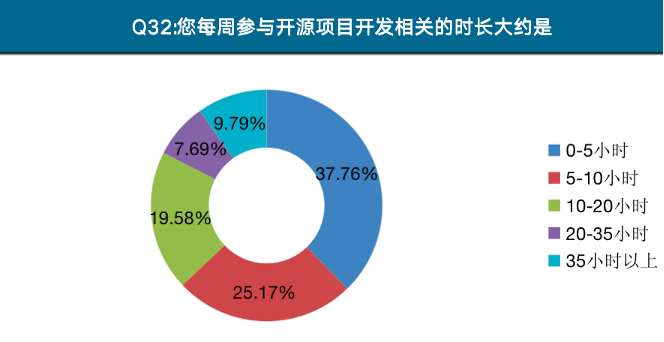 Q32:您每周参与开源项目开发相关的时长大约是
9.79%
7.69%
37.76%
19.58%
25.17%
0-5小时
5-10小时
10-20小时
20-35小时
35小时以上